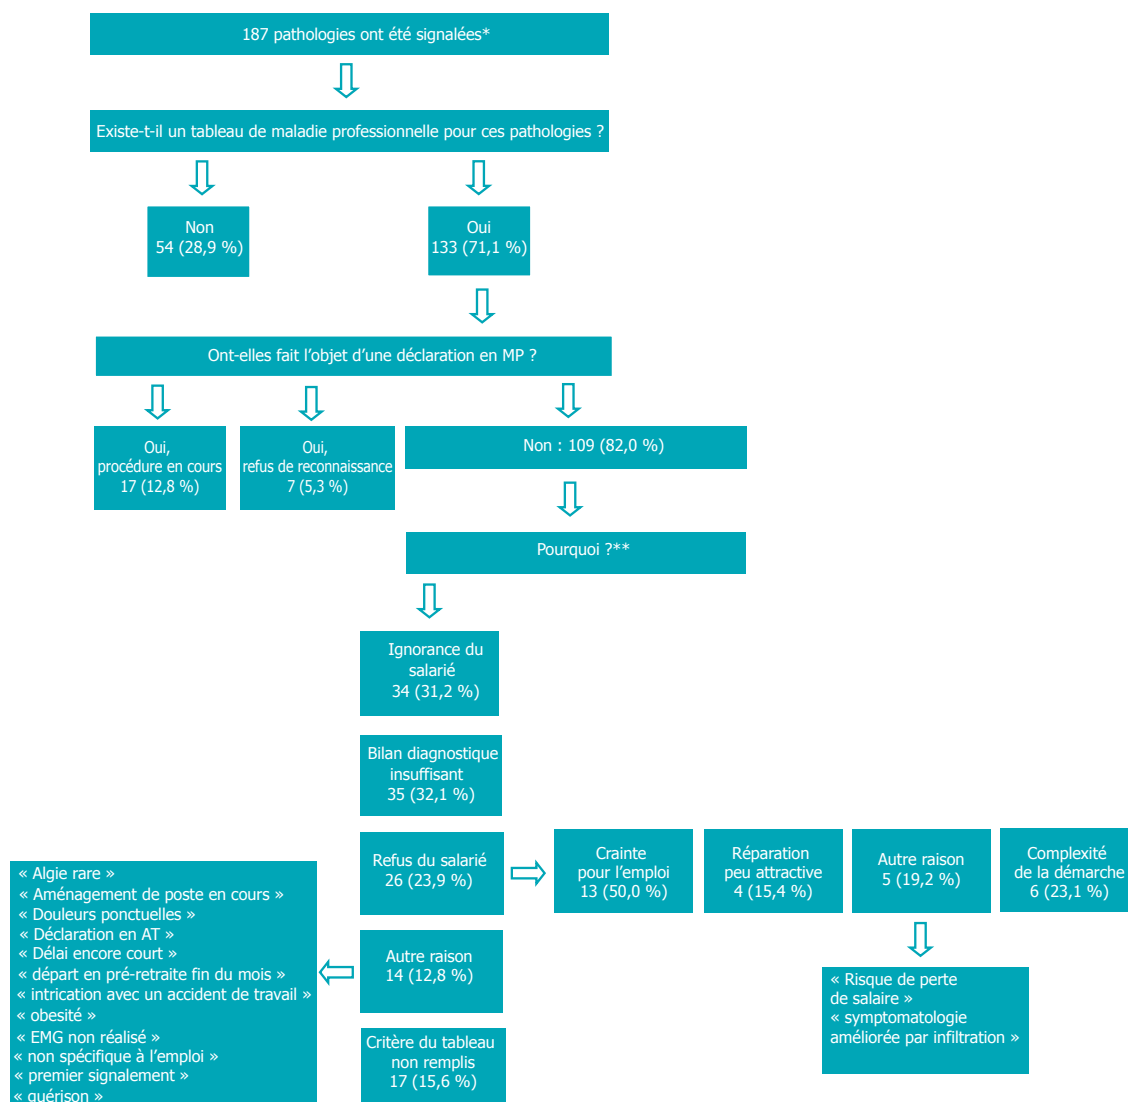 187 pathologies ont été signalées*
Existe-t-il un tableau de maladie professionnelle pour ces pathologies ?
Non
54 (28,9 %)
Oui
133 (71,1 %)
Ont-elles fait l’objet d’une déclaration en MP ?
Oui,
procédure en cours
17 (12,8 %)
Oui,
refus de reconnaissance
7 (5,3 %)
Non : 109 (82,0 %)
Pourquoi ?**
Ignorance du
salarié
34 (31,2 %)
Bilan diagnostique
insuffisant
35 (32,1 %)
Refus du salarié
26 (23,9 %)
Crainte
pour l’emploi
13 (50,0 %)
Réparation
peu attractive
4 (15,4 %)
Autre raison
5 (19,2 %)
Complexité
de la démarche
6 (23,1 %)
« Risque de perte
de salaire »
« symptomatologie
améliorée par infiltration »
Autre raison
14 (12,8 %)
« Algie rare »
« Aménagement de poste en cours »
« Douleurs ponctuelles »
« Déclaration en AT »
« Délai encore court »
« départ en pré-retraite fin du mois »
« intrication avec un accident de travail »
« obesité »
« EMG non réalisé »
« non spécifique à l’emploi »
« premier signalement »
« guérison »
Critère du tableau
non remplis
17 (15,6 %)